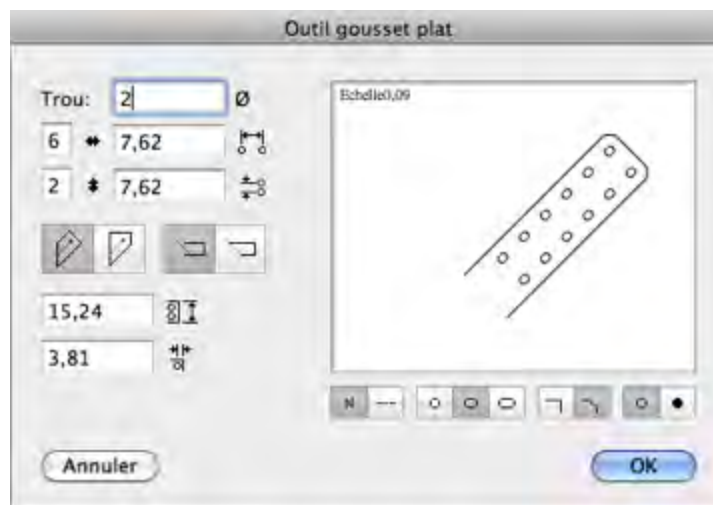 Outil gousset plat
Trou: 2 Ø
6 7,62
2 7,62
15,24
3,81
Echelle0,09
N
Annuler
OK